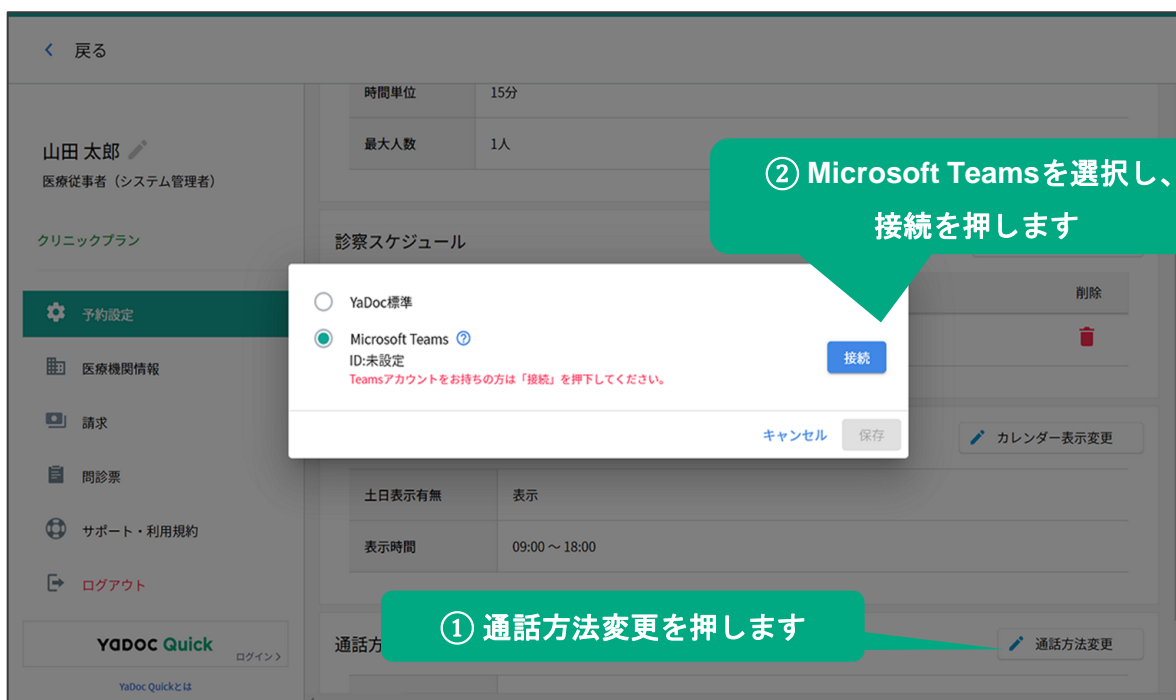 戻る
時間単位
15分
最大人数
1人
山田 太郎
医療従事者（システム管理者）
② Microsoft Teamsを選択し、
接続を押します
クリニックプラン
診察スケジュール
削除
YaDoc標準
Microsoft Teams
ID:未設定
Teamsアカウントをお持ちの方は「接続」を押下してください。
接続
キャンセル
保存
予約設定
医療機関情報
請求
問診票
サポート・利用規約
ログアウト
カレンダー表示変更
土日表示有無
表示
表示時間
09:00 ～ 18:00
① 通話方法変更を押します
通話方
通話方法変更
YaDOC Quick
ログイン
YaDoc Quickとは